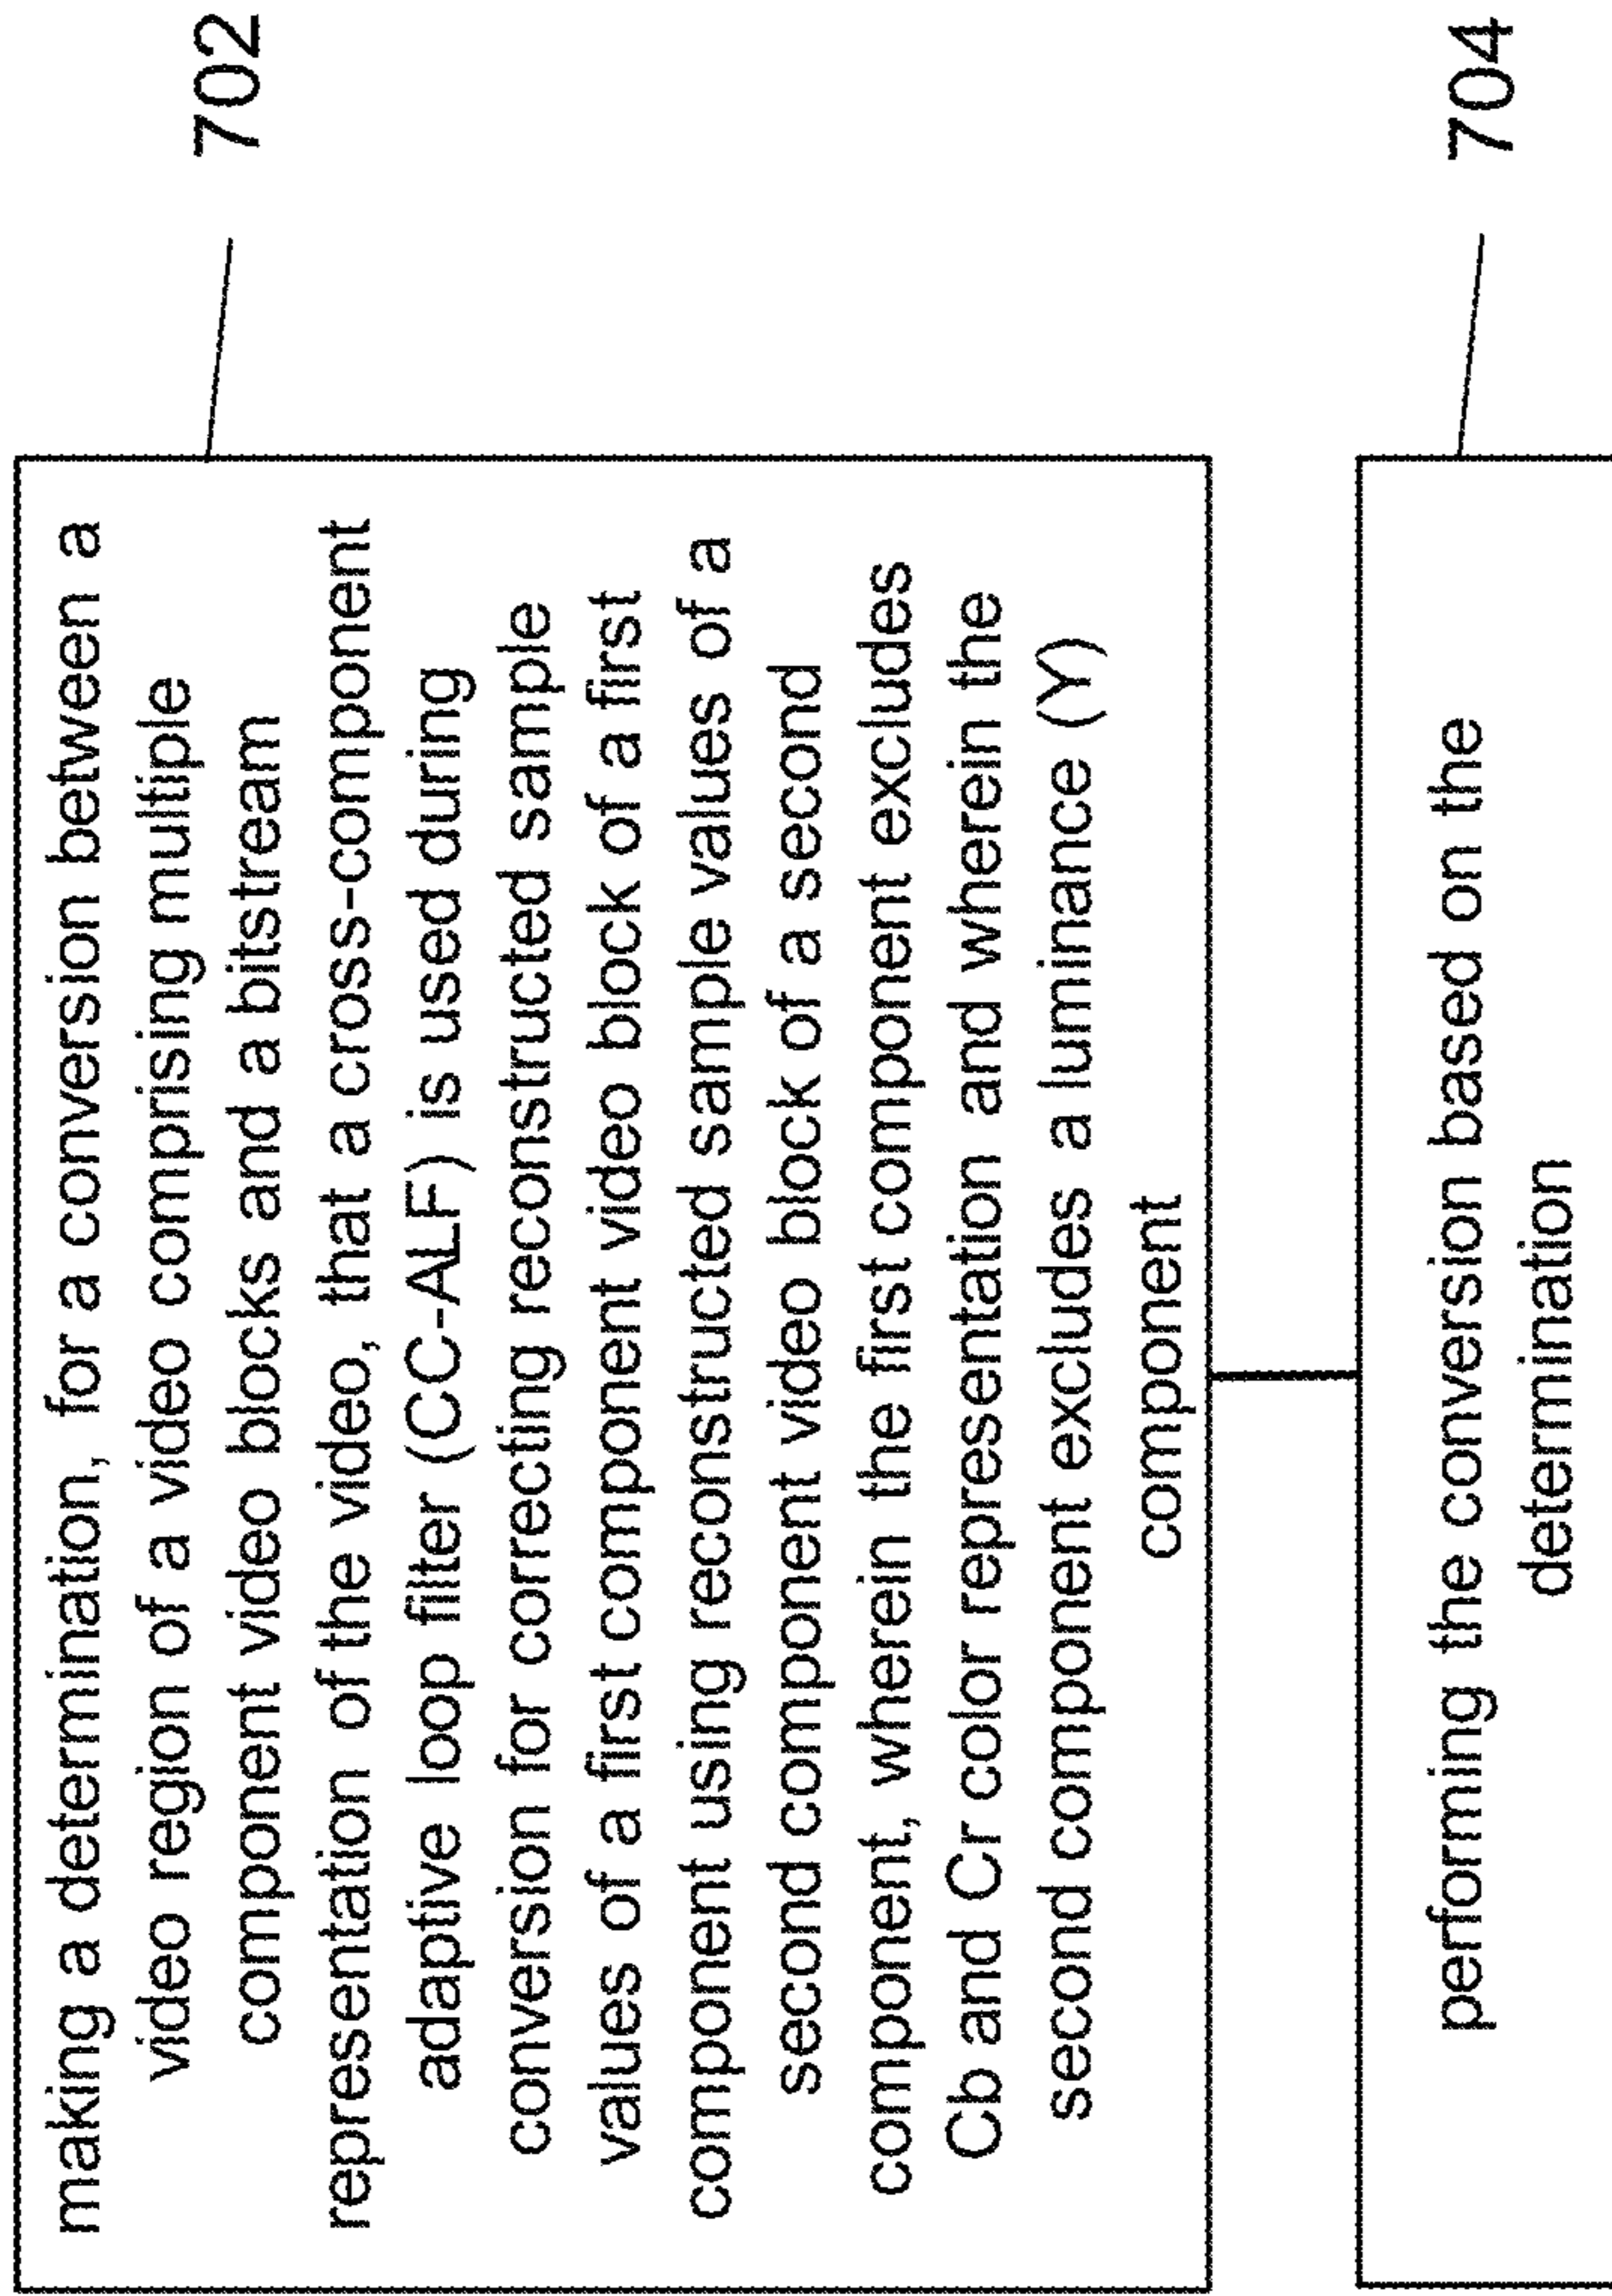 making a determination, for a conversion between a
video region of a video comprising multiple
component video blocks and a bitstream
representation of the video, that a cross-component
adaptive loop filter (CC-ALF) is used during
conversion for correcting reconstructed sample
values of a first component video block of a first
component using reconstructed sample values of a
second component video block of a second
component, wherein the first component excludes
Cb and Cr color representation and wherein the
second component excludes a luminance (Y)
component
702
performing the conversion based on the
determination
704